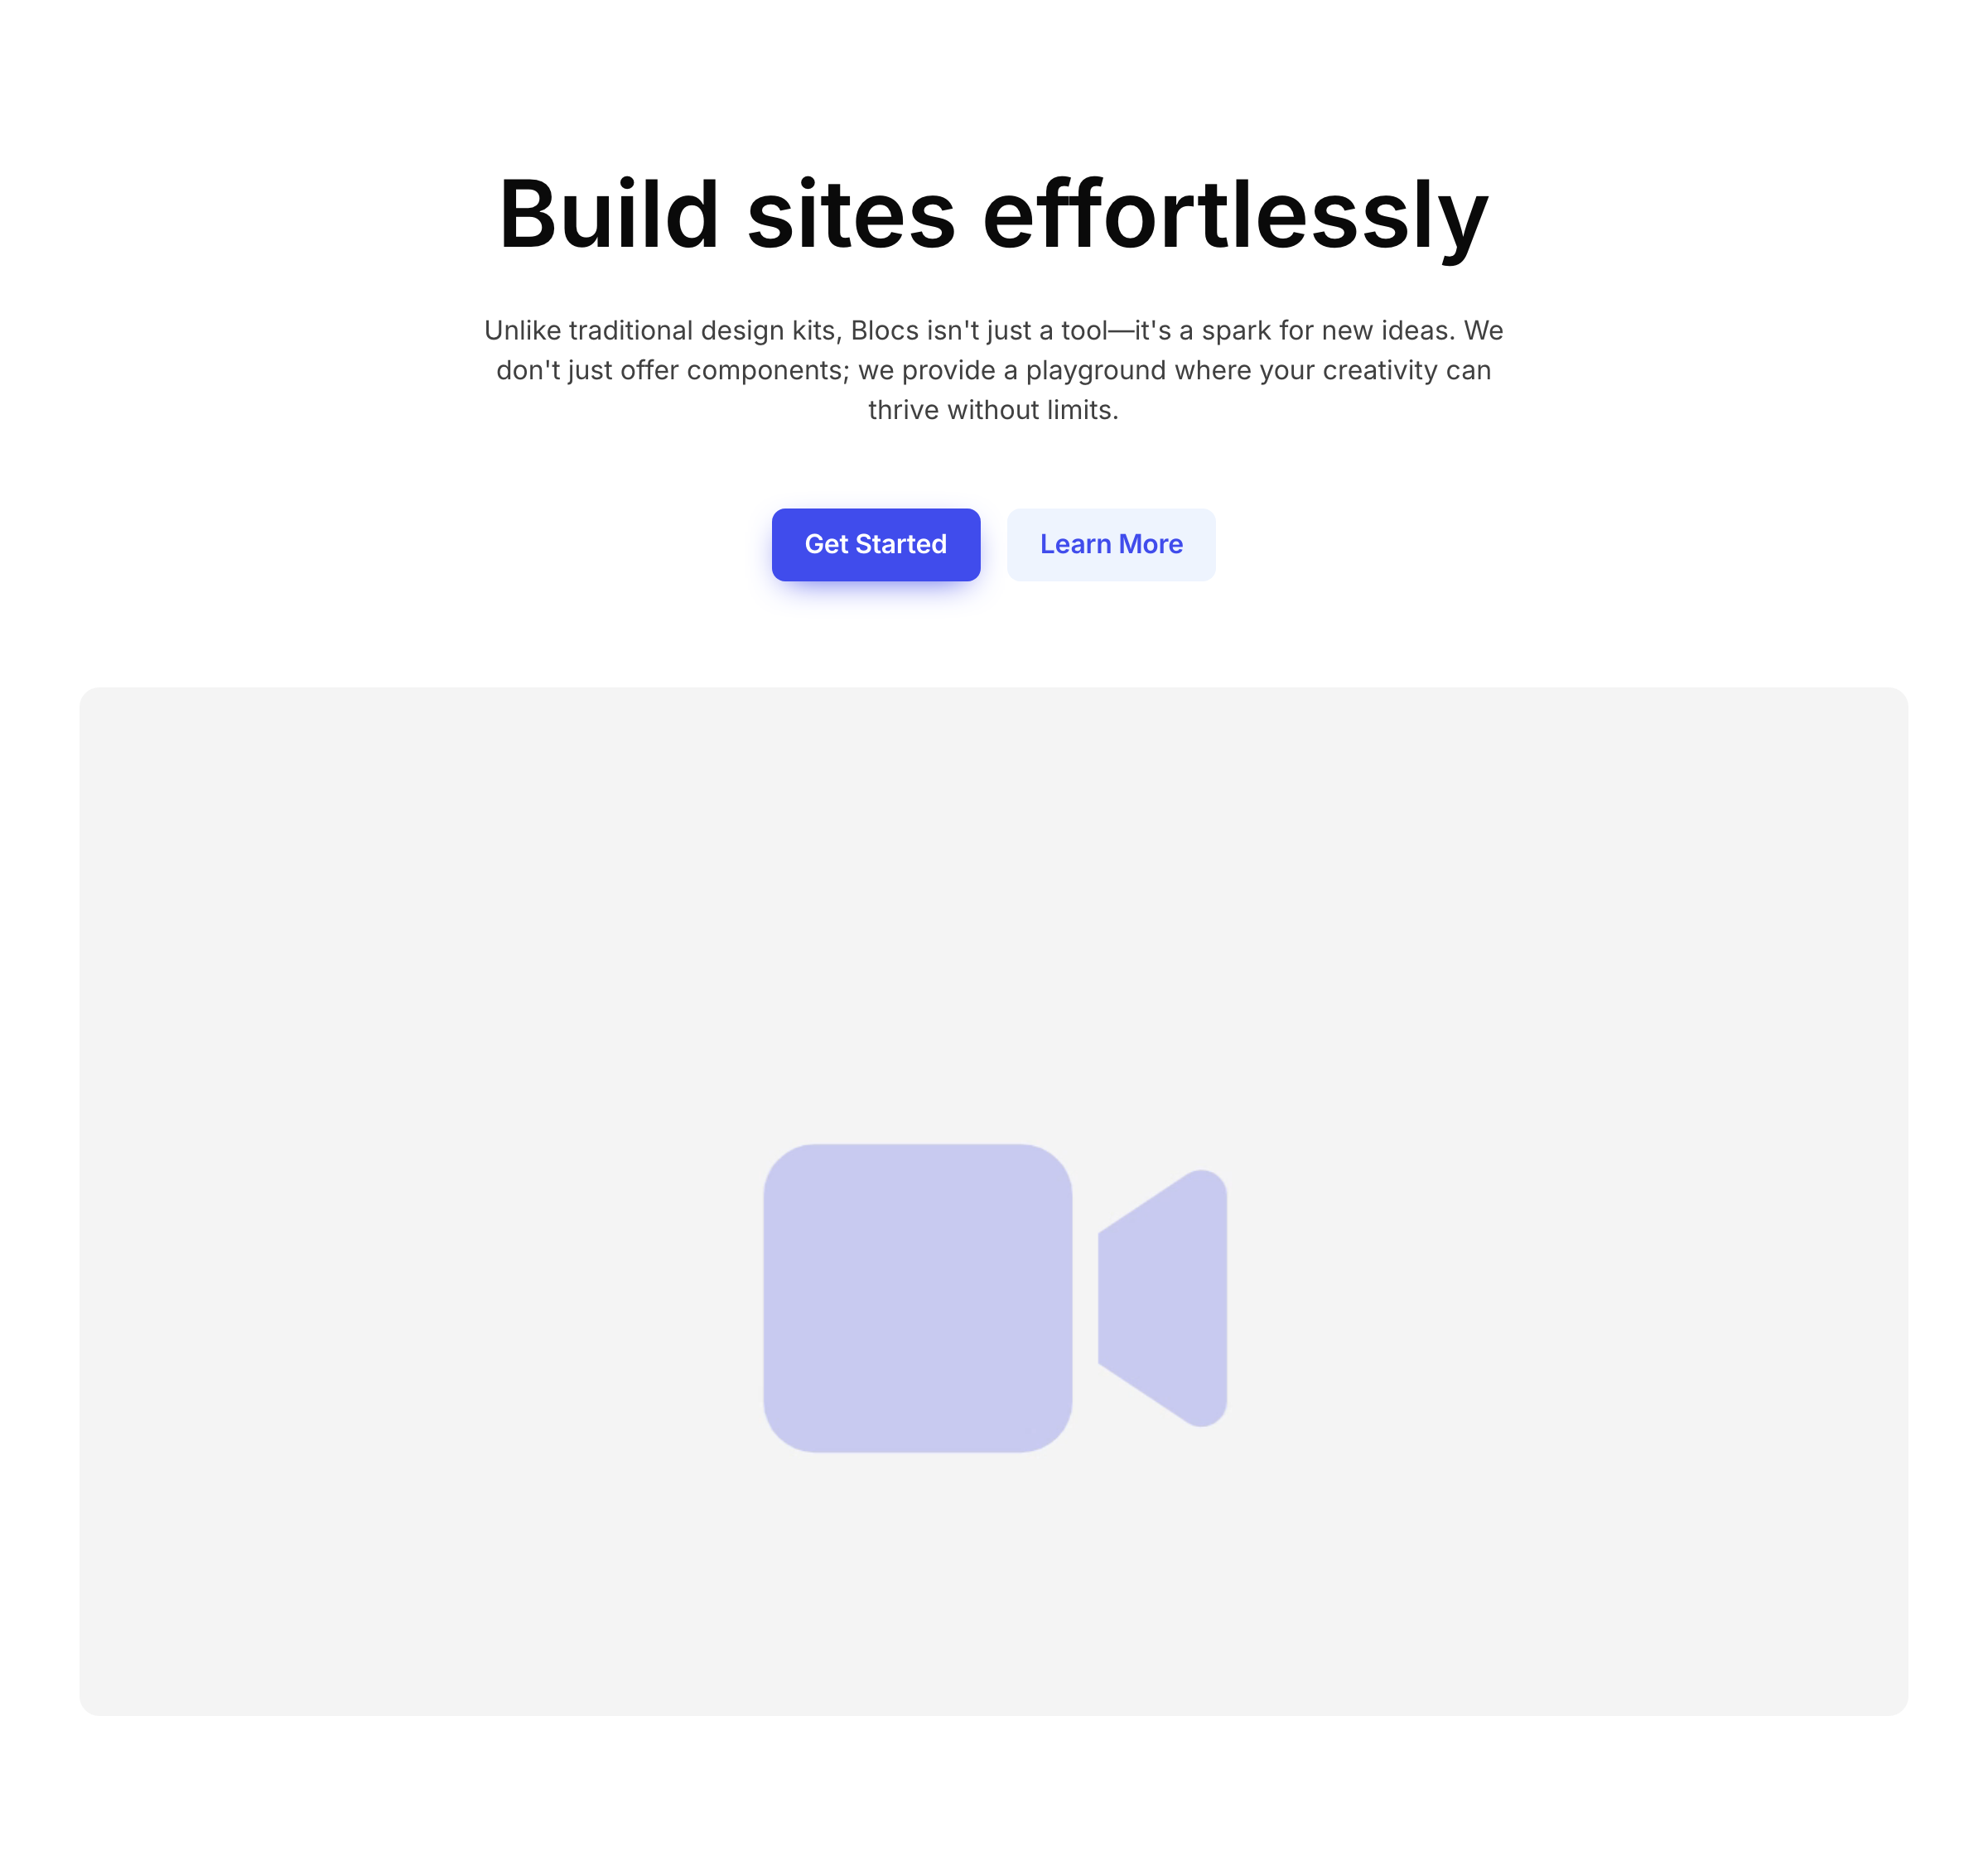 Build sites effortlessly
Unlike traditional design kits, Blocs isn't just a tool—it's a spark for new ideas. We
don't just offer components; we provide a playground where your creativity can
thrive without limits.
Get Started
Learn More